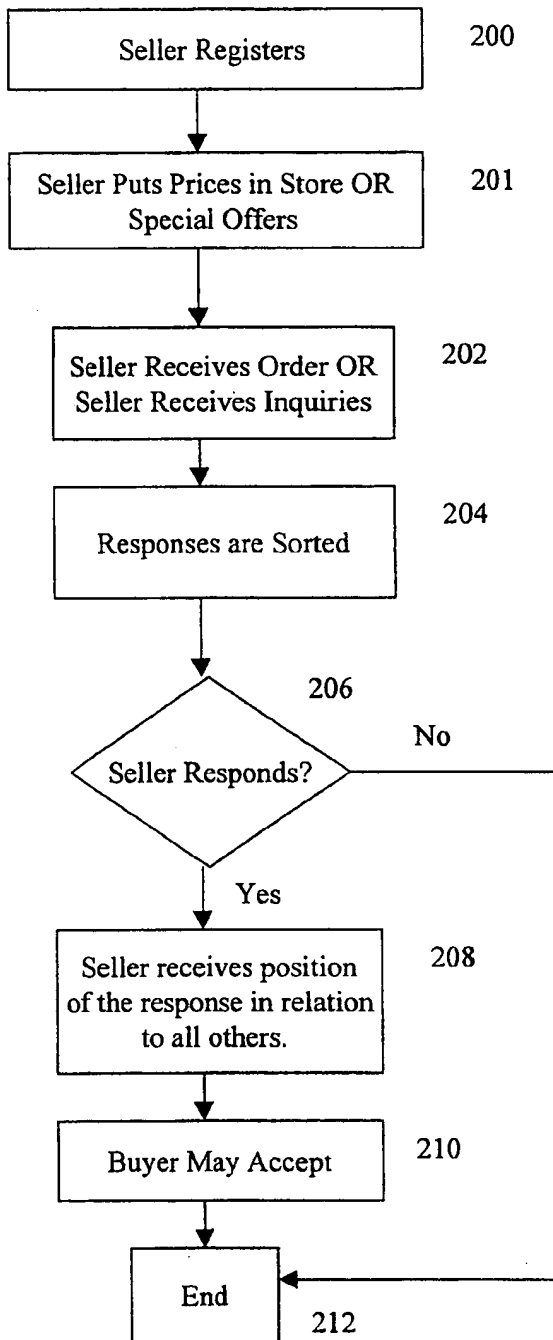 Seller Registers
200
Seller Puts Prices in Store OR
Special Offers
201
Seller Receives Order OR
Seller Receives Inquiries
202
Responses are Sorted
204
206
Seller Responds?
No
Yes
Seller receives position
of the response in relation
to all others.
208
Buyer May Accept
210
End
212